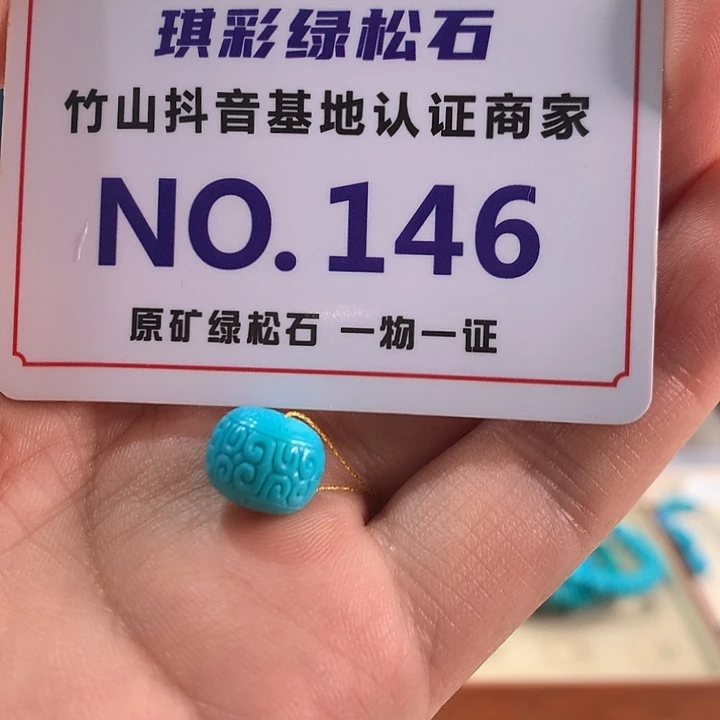 琪彩绿松石
竹山抖音基地认证商家
NO.146
原矿绿松石 一物一证